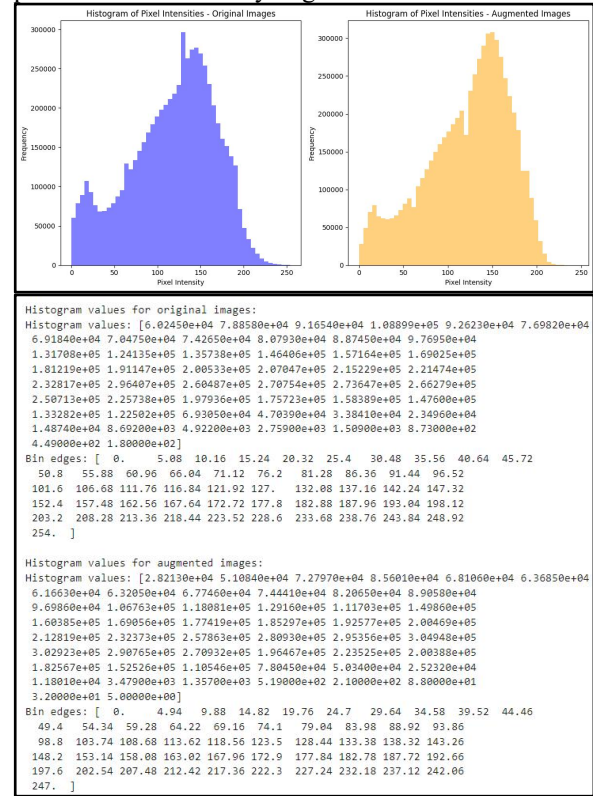 Histogram of Pixel Intensities - Original Images
300000
250000
200000
150000
100000
50000
0
Frequency
0 50 100 150 200 250
Pixel Intensity
Histogram of Pixel Intensities - Augmented Images
300000
250000
200000
150000
100000
50000
0
Frequency
0 50 100 150 200 250
Pixel Intensity
Histogram values for original images:
Histogram values: [6.02450e+04 7.88580e+04 9.16540e+04 1.08899e+05 9.26230e+04 7.69820e+04
6.91840e+04 7.04750e+04 7.42650e+04 8.07930e+04 8.87450e+04 9.76950e+04
1.31708e+05 1.24135e+05 1.35738e+05 1.46406e+05 1.57164e+05 1.69025e+05
1.81219e+05 1.91147e+05 2.00533e+05 2.07047e+05 2.15229e+05 2.21474e+05
2.32817e+05 2.96407e+05 2.60487e+05 2.70754e+05 2.73647e+05 2.66279e+05
2.50713e+05 2.25738e+05 1.97936e+05 1.75723e+05 1.58389e+05 1.47600e+05
1.33282e+05 1.22502e+05 6.93050e+04 4.70390e+04 3.38410e+04 2.34960e+04
1.48740e+04 8.69200e+03 4.92200e+03 2.75900e+03 1.50900e+03 8.73000e+02
4.49000e+02 1.80000e+02]
Bin edges: [ 0. 5.08 10.16 15.24 20.32 25.4 30.48 35.56 40.64 45.72
50.8 55.88 60.96 66.04 71.12 76.2 81.28 86.36 91.44 96.52
101.6 106.68 111.76 116.84 121.92 127. 132.08 137.16 142.24 147.32
152.4 157.48 162.56 167.64 172.72 177.8 182.88 187.96 193.04 198.12
203.2 208.28 213.36 218.44 223.52 228.6 233.68 238.76 243.84 248.92
254. ]
Histogram values for augmented images:
Histogram values: [2.82130e+04 5.10840e+04 7.27970e+04 8.56010e+04 6.81060e+04 6.36850e+04
6.16630e+04 6.32050e+04 6.77460e+04 7.44410e+04 8.20650e+04 8.90580e+04
9.69860e+04 1.06763e+05 1.18081e+05 1.29160e+05 1.11703e+05 1.49860e+05
1.60385e+05 1.69056e+05 1.77419e+05 1.85297e+05 1.92577e+05 2.00469e+05
2.12819e+05 2.32373e+05 2.57863e+05 2.80930e+05 2.95356e+05 3.04948e+05
3.02923e+05 2.90765e+05 2.70932e+05 1.96467e+05 2.23525e+05 2.00388e+05
1.82567e+05 1.52526e+05 1.10546e+05 7.80450e+04 5.03400e+04 2.52320e+04
1.18010e+04 3.47900e+03 1.35700e+03 5.19000e+02 2.10000e+02 8.80000e+01
3.20000e+01 5.00000e+00]
Bin edges: [ 0. 4.94 9.88 14.82 19.76 24.7 29.64 34.58 39.52 44.46
49.4 54.34 59.28 64.22 69.16 74.1 79.04 83.98 88.92 93.86
98.8 103.74 108.68 113.62 118.56 123.5 128.44 133.38 138.32 143.26
148.2 153.14 158.08 163.02 167.96 172.9 177.84 182.78 187.72 192.66
197.6 202.54 207.48 212.42 217.36 222.3 227.24 232.18 237.12 242.06
247. ]